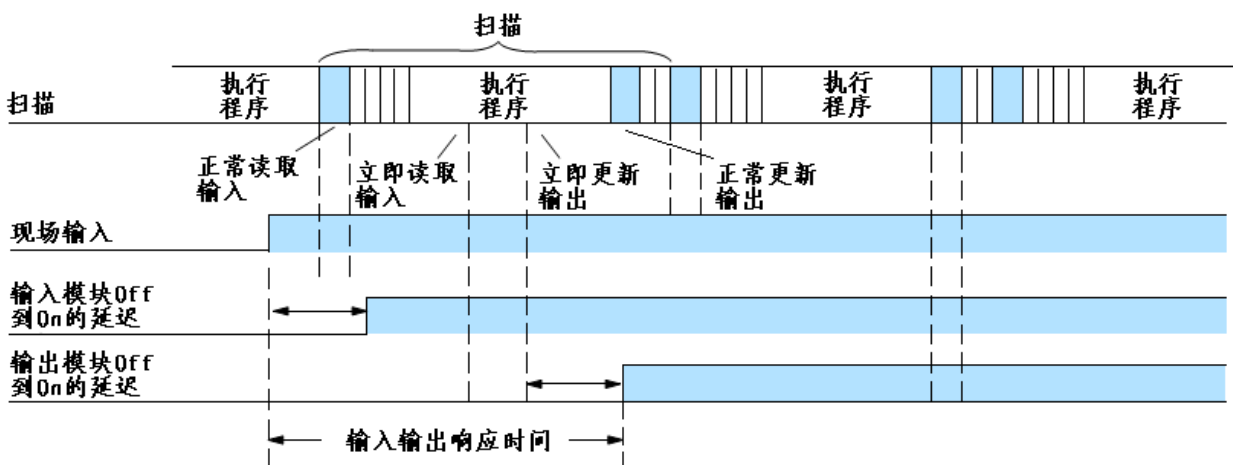 扫描
扫描
执行
程序
执行
程序
执行
程序
执行
程序
正常读取
输入
立即读取
输入
立即更新
输出
正常更新
输出
现场输入
输入模块Off
到On的延迟
输出模块Off
到On的延迟
输入输出响应时间